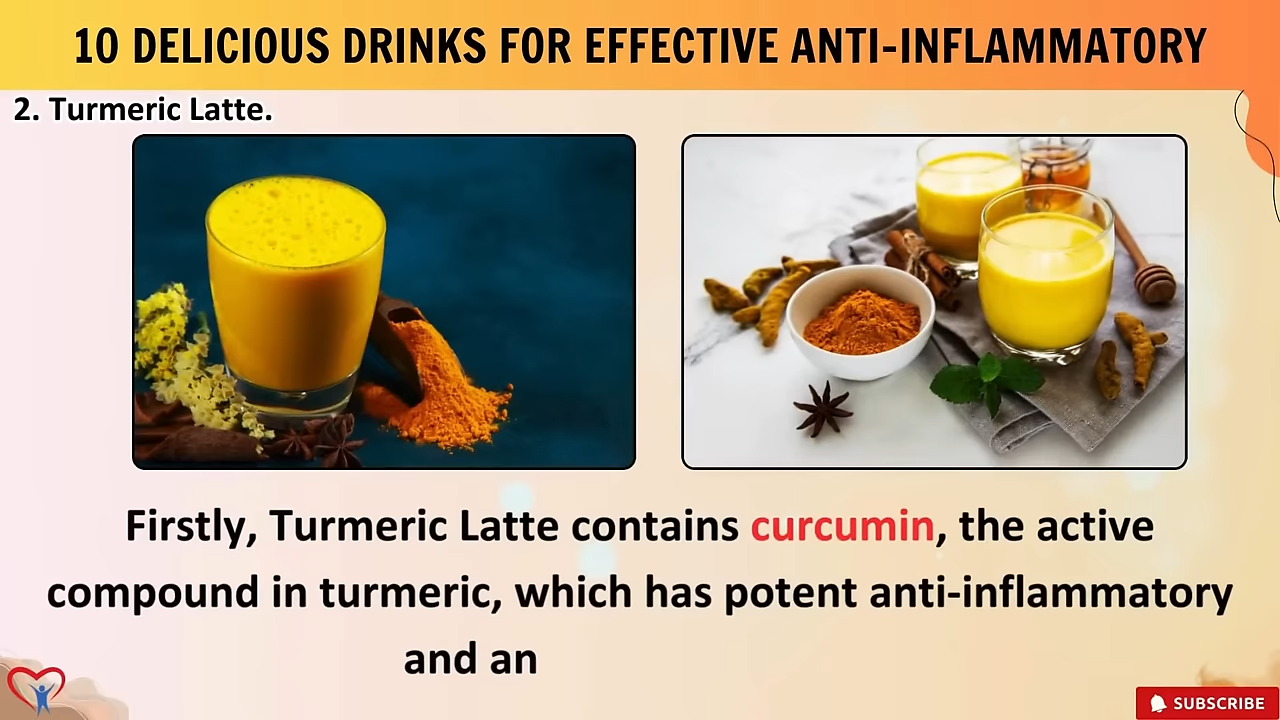 10 DELICIOUS DRINKS FOR EFFECTIVE ANTI-INFLAMMATORY
2. Turmeric Latte.
Firstly, Turmeric Latte contains curcumin, the active
compound in turmeric, which has potent anti-inflammatory
and an
SUBSCRIBE